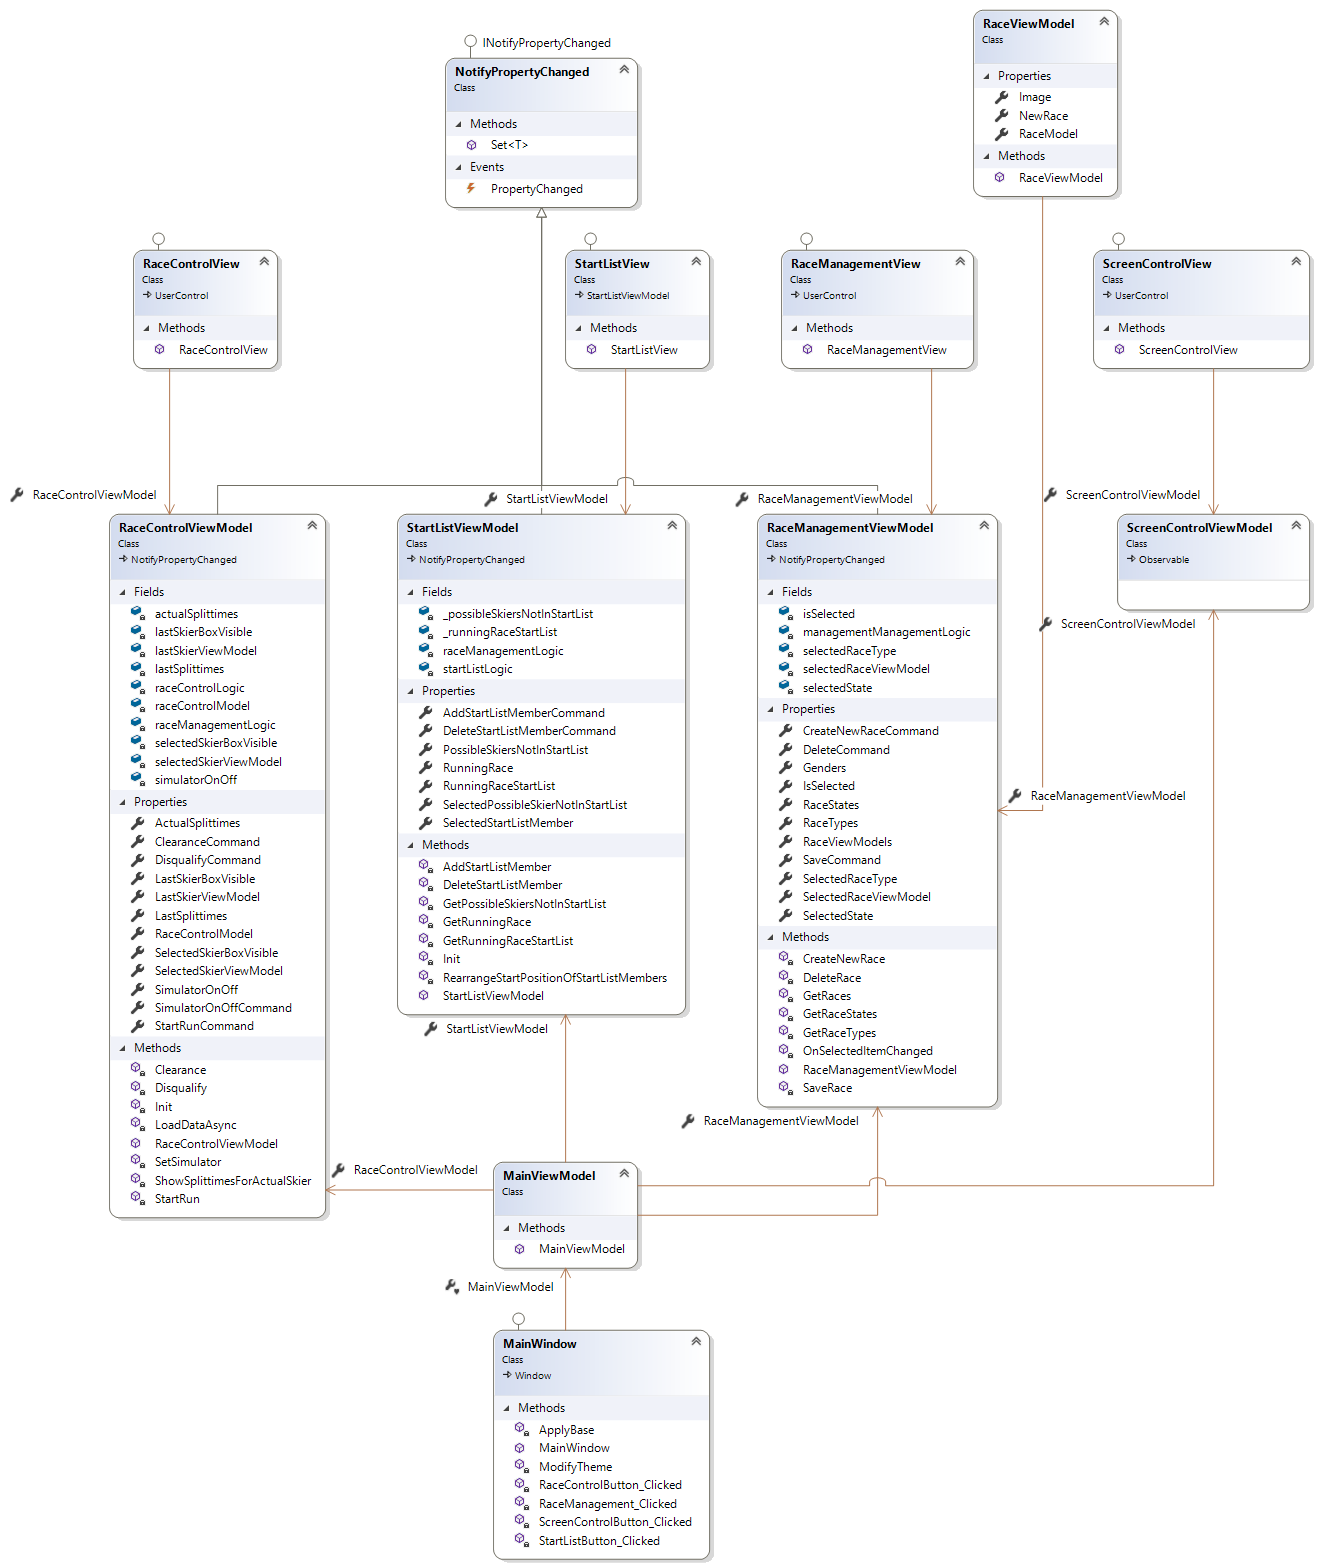 RaceViewModel
Class
Properties
Image
NewRace
RaceModel
Methods
RaceViewModel
INotifyPropertyChanged
NotifyPropertyChanged
Class
Methods
Set<T>
Events
PropertyChanged
RaceControlView
Class
UserControl
Methods
RaceControlView
StartListView
Class
StartListViewModel
Methods
StartListView
RaceManagementView
Class
UserControl
Methods
RaceManagementView
ScreenControlView
Class
UserControl
Methods
ScreenControlView
RaceControlViewModel
StartListViewModel
RaceManagementViewModel
ScreenControlViewModel
RaceControlViewModel
Class
NotifyPropertyChanged
Fields
actualSplittimes
lastSkierBoxVisible
lastSkierViewModel
lastSplittimes
raceControlLogic
raceControlModel
raceManagementLogic
selectedSkierBoxVisible
selectedSkierViewModel
simulatorOnOff
Properties
ActualSplittimes
ClearanceCommand
DisqualifyCommand
LastSkierBoxVisible
LastSkierViewModel
LastSplittimes
RaceControlModel
SelectedSkierBoxVisible
SelectedSkierViewModel
SimulatorOnOff
SimulatorOnOffCommand
StartRunCommand
Methods
Clearance
Disqualify
Init
LoadDataAsync
RaceControlViewModel
SetSimulator
ShowSplittimesForActualSkier
StartRun
StartListViewModel
Class
NotifyPropertyChanged
Fields
_possibleSkiersNotInStartList
_runningRaceStartList
raceManagementLogic
startListLogic
Properties
AddStartListMemberCommand
DeleteStartListMemberCommand
PossibleSkiersNotInStartList
RunningRace
RunningRaceStartList
SelectedPossibleSkierNotInStartList
SelectedStartListMember
Methods
AddStartListMember
DeleteStartListMember
GetPossibleSkiersNotInStartList
GetRunningRace
GetRunningRaceStartList
Init
RearrangeStartPositionOfStartListMembers
StartListViewModel
RaceManagementViewModel
Class
NotifyPropertyChanged
Fields
isSelected
managementManagementLogic
selectedRaceType
selectedRaceViewModel
selectedState
Properties
CreateNewRaceCommand
DeleteCommand
Genders
IsSelected
RaceStates
RaceTypes
RaceViewModels
SaveCommand
SelectedRaceType
SelectedRaceViewModel
SelectedState
Methods
CreateNewRace
DeleteRace
GetRaces
GetRaceStates
GetRaceTypes
OnSelectedItemChanged
RaceManagementViewModel
SaveRace
ScreenControlViewModel
Class
Observable
ScreenControlViewModel
RaceManagementViewModel
StartListViewModel
RaceManagementViewModel
RaceControlViewModel
MainViewModel
Class
Methods
MainViewModel
MainViewModel
MainWindow
Class
Window
Methods
ApplyBase
MainWindow
ModifyTheme
RaceControlButton_Clicked
RaceManagement_Clicked
ScreenControlButton_Clicked
StartListButton_Clicked